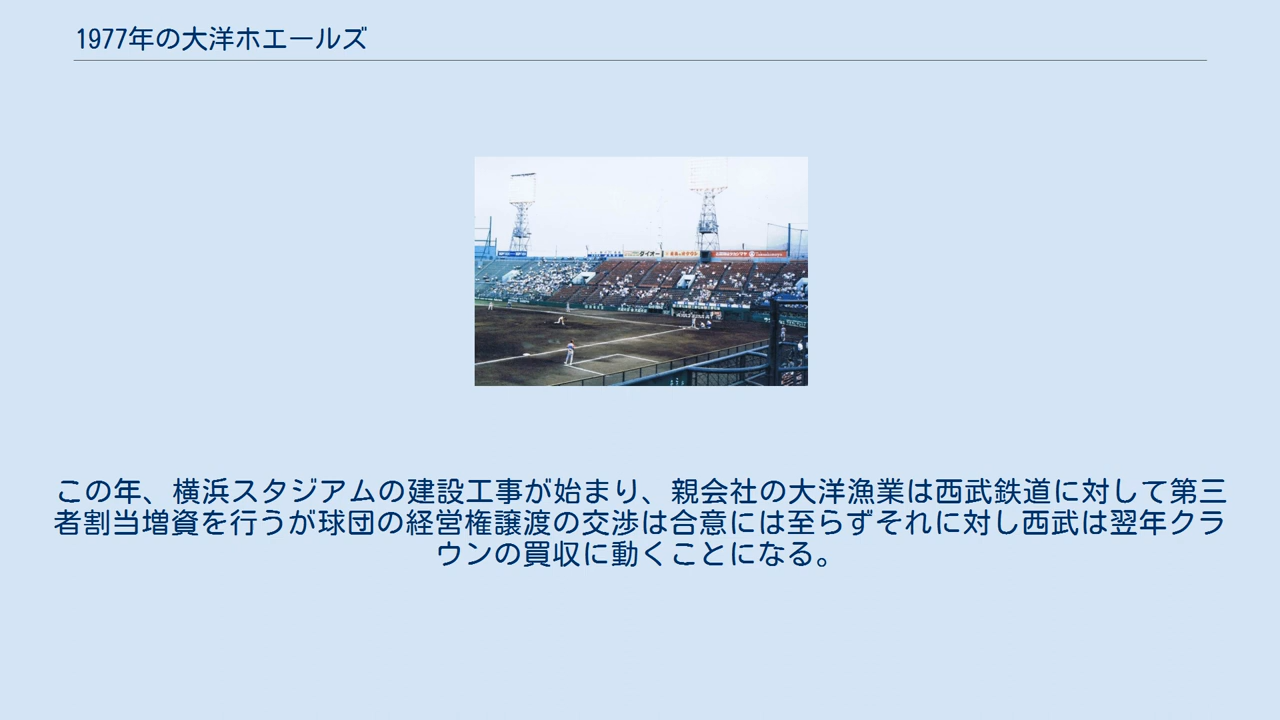 1977年の大洋ホエールズ
ダイオー
この年、横浜スタジアムの建設工事が始まり、親会社の大洋漁業は西武鉄道に対して第三
者割当増資を行うが球団の経営権譲渡の交渉は合意には至らずそれに対し西武は翌年クラ
ウンの買収に動くことになる。